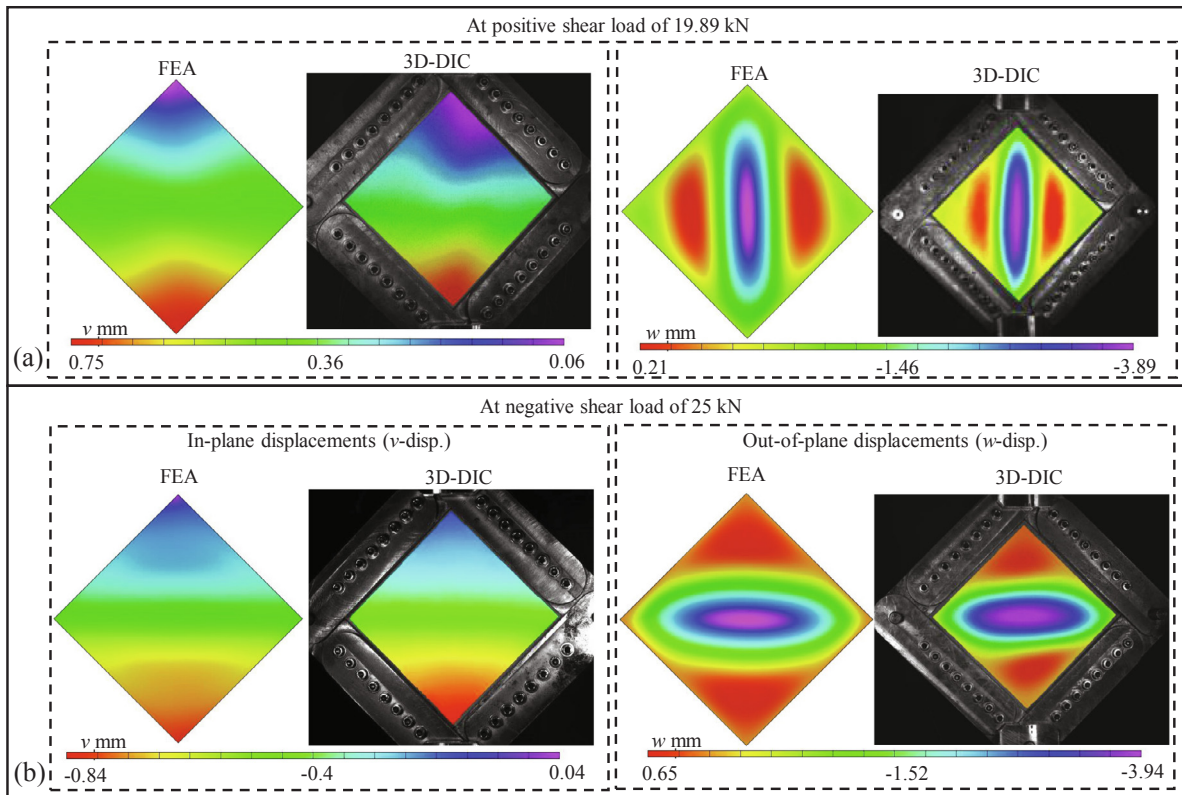 At positive shear load of 19.89 kN
FEA
3D-DIC
v mm
0.75
0.36
0.06
FEA
3D-DIC
w mm
0.21
-1.46
-3.89
(a)
At negative shear load of 25 kN
In-plane displacements (v-disp.)
FEA
3D-DIC
v mm
-0.84
-0.4
0.04
Out-of-plane displacements (w-disp.)
FEA
3D-DIC
w mm
0.65
-1.52
-3.94
(b)